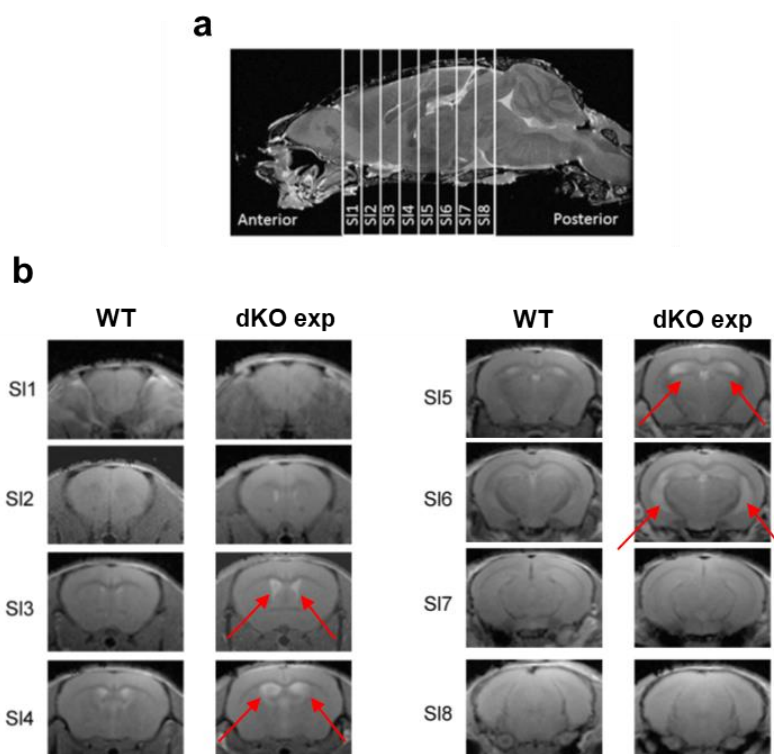 a
Anterior
Sl1
Sl2
Sl3
Sl4
Sl5
Sl6
Sl7
Sl8
Posterior
b
WT
dKO exp
Sl1
Sl2
Sl3
Sl4
WT
dKO exp
Sl5
Sl6
Sl7
Sl8